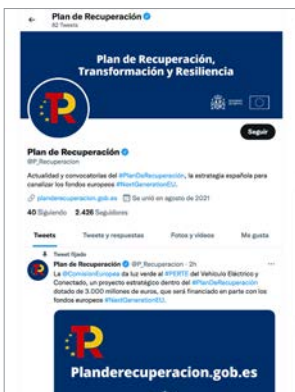 Plan de Recuperación
82 Tweets
Plan de Recuperación,
Transformación y Resiliencia
Seguir
Plan de Recuperación
@P_Recuperacion
Actualidad y convocatorias del #PlanDeRecuperación, la estrategia española para
canalizar los fondos europeos #NextGenerationEU.
planderecuperacion.gob.es Se unió en agosto de 2021
40 Siguiendo 2.426 Seguidores
Tweets Tweets y respuestas Fotos y vídeos Me gusta
Tweet fijado
Plan de Recuperación @P_Recuperacion · 2h
La @ComisionEuropea da luz verde al #PERTE del Vehículo Eléctrico y
Conectado, un proyecto estratégico dentro del #PlanDeRecuperación
dotado de 3.000 millones de euros, que será financiado en parte con los
fondos europeos #NextGenerationEU.
Planderecuperacion.gob.es